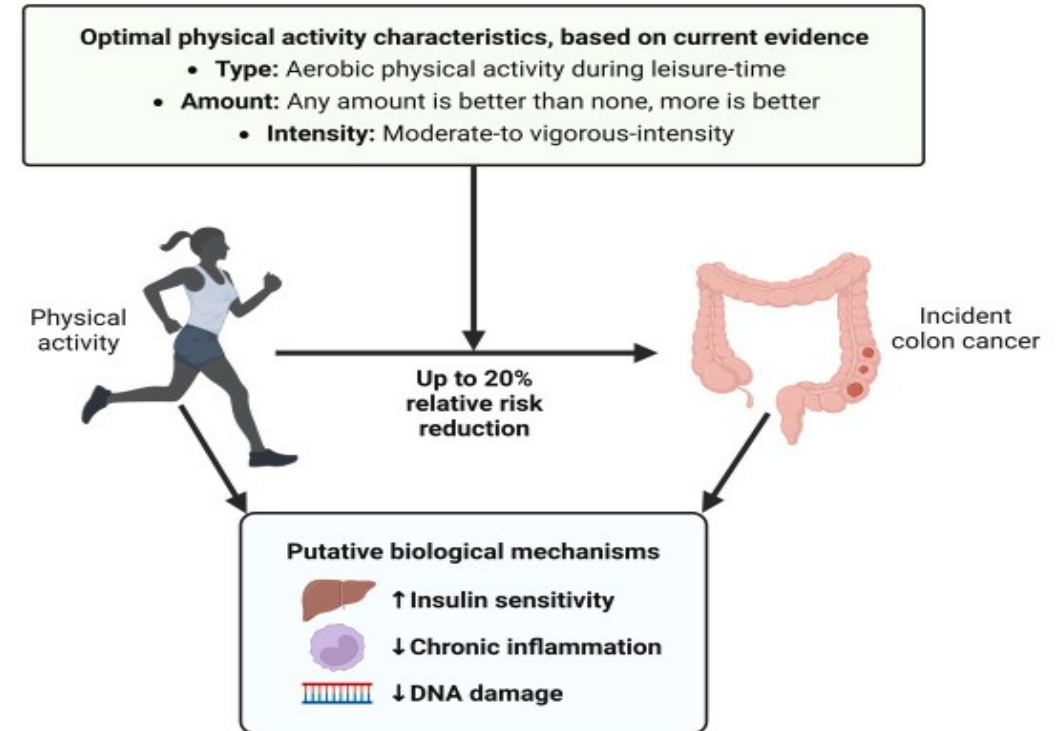 Optimal physical activity characteristics, based on current evidence
• Type: Aerobic physical activity during leisure-time
• Amount: Any amount is better than none, more is better
• Intensity: Moderate-to vigorous-intensity
Physical
activity
Up to 20%
relative risk
reduction
Incident
colon cancer
Putative biological mechanisms
↑Insulin sensitivity
↓Chronic inflammation
↓DNA damage